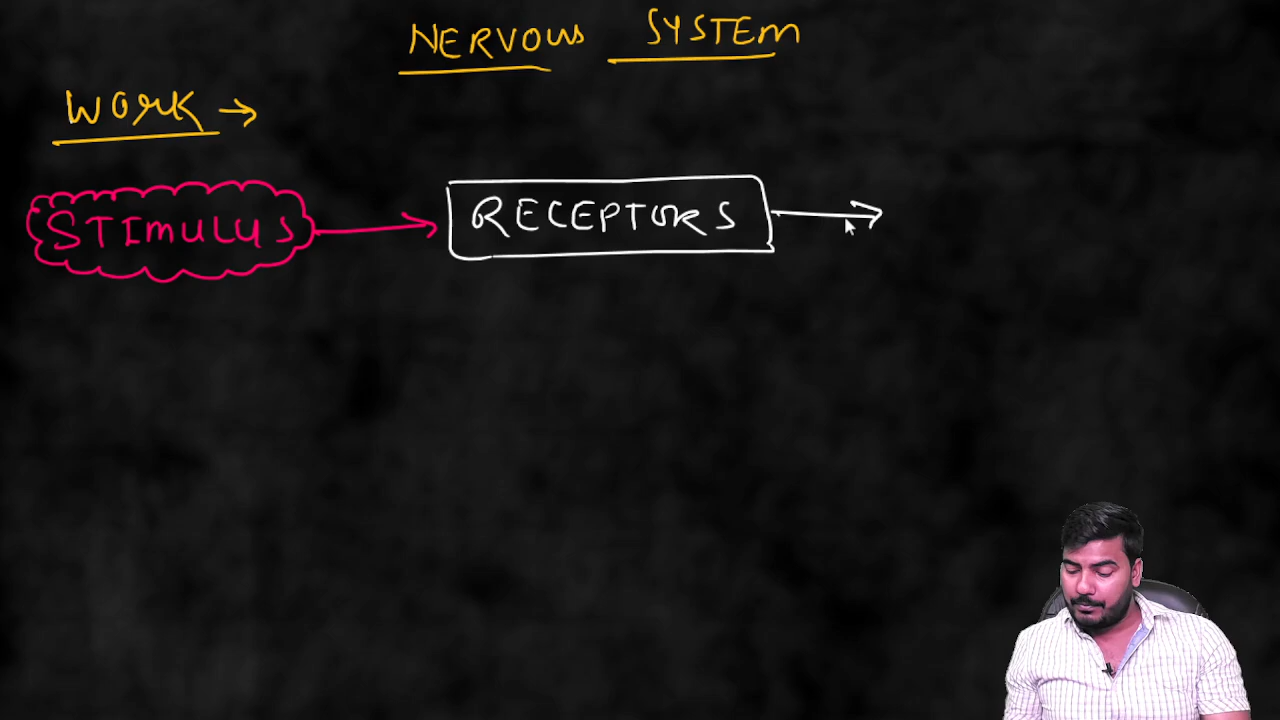 NERVOUS SYSTEM
WORK →
STIMULUS → RECEPTORS →